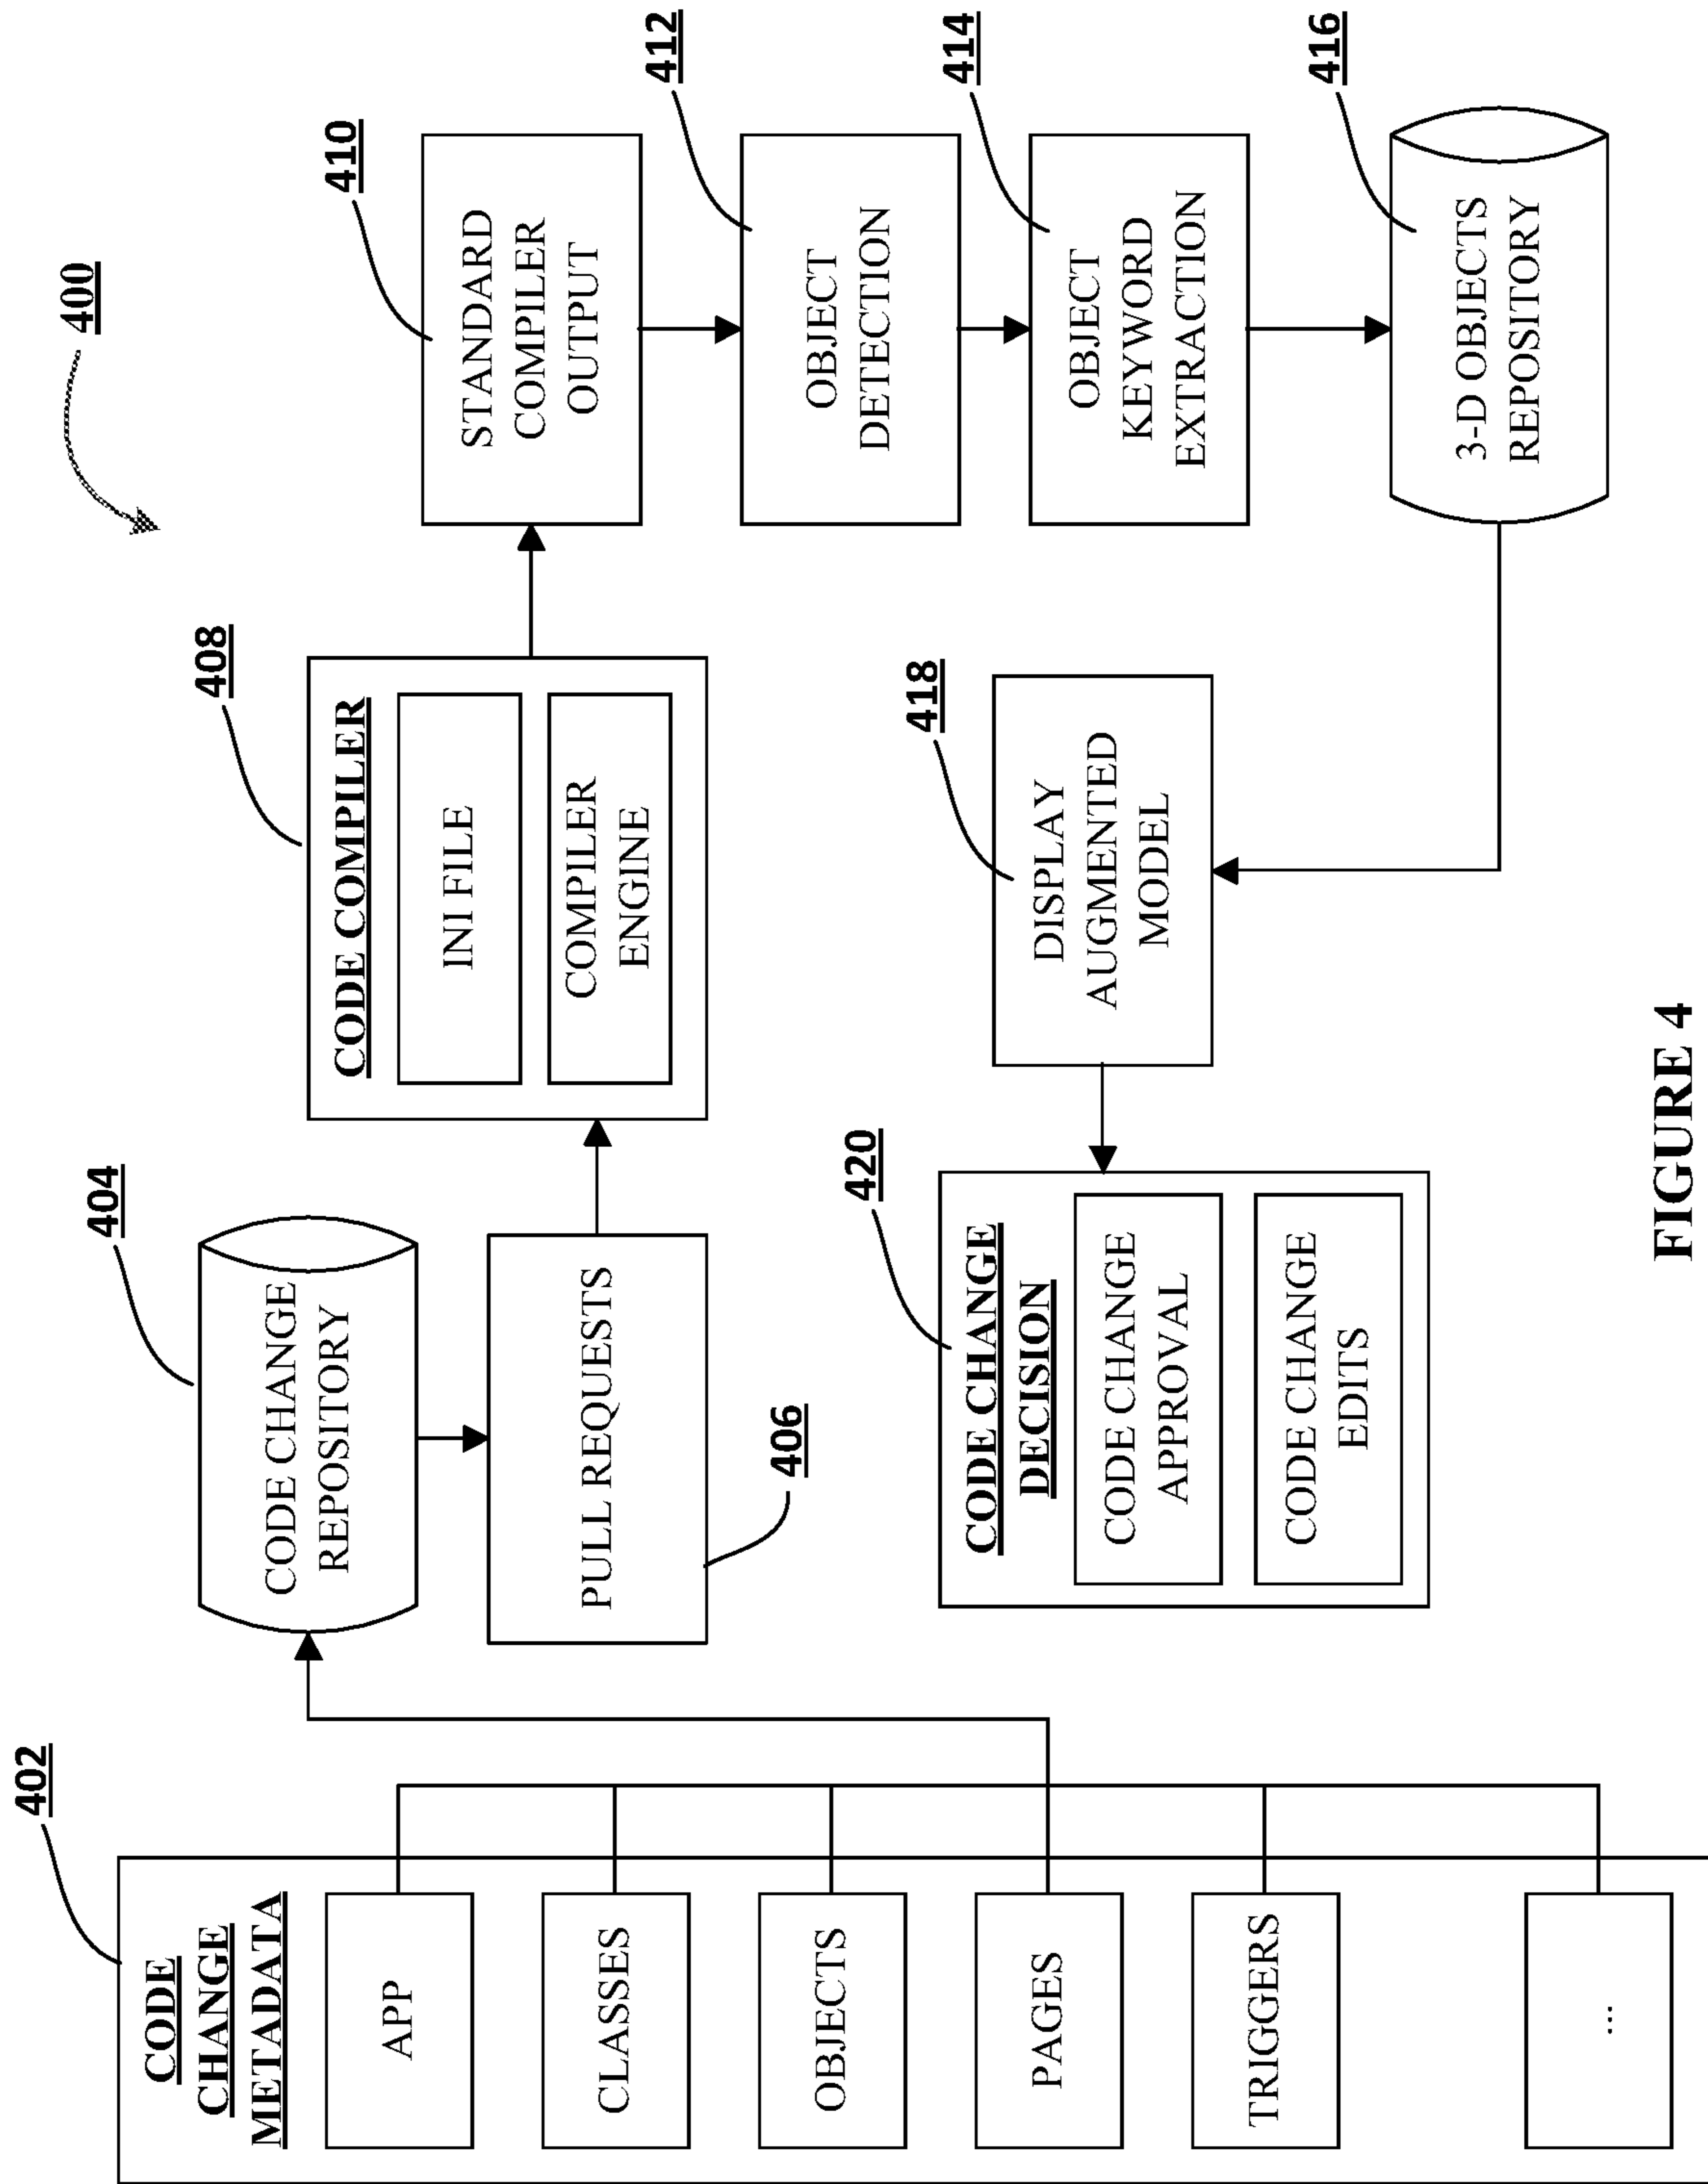 400
402
CODE
CHANGE
METADATA
APP
CLASSES
OBJECTS
PAGES
TRIGGERS
...
404
CODE CHANGE
REPOSITORY
PULL REQUESTS
406
408
CODE COMPILER
INI FILE
COMPILER
ENGINE
410
STANDARD
COMPILER
OUTPUT
412
OBJECT
DETECTION
414
OBJECT
KEYWORD
EXTRACTION
416
3-D OBJECTS
REPOSITORY
418
DISPLAY
AUGMENTED
MODEL
420
CODE CHANGE
DECISION
CODE CHANGE
APPROVAL
CODE CHANGE
EDITS
FIGURE 4